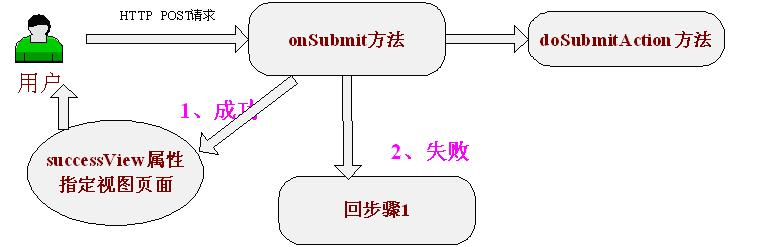 HTTP POST请求
onSubmit方法
doSubmitAction 方法
用户
1、成功
successView属性
指定视图页面
2、失败
回步骤1